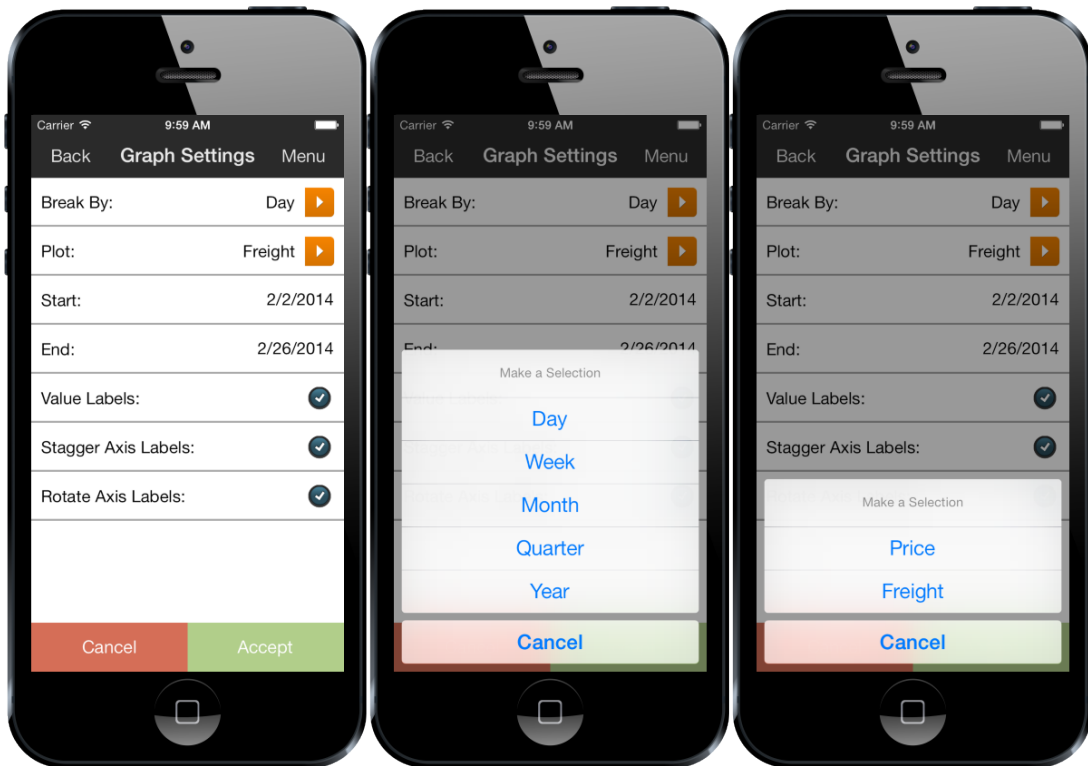 Carrier 9:59 AM
Back Graph Settings Menu
Break By: Day
Plot: Freight
Start: 2/2/2014
End: 2/26/2014
Value Labels:
Stagger Axis Labels:
Rotate Axis Labels:
Cancel Accept
Carrier 9:59 AM
Back Graph Settings Menu
Break By: Day
Plot: Freight
Start: 2/2/2014
End: 2/26/2014
Make a Selection
Day
Week
Month
Quarter
Year
Cancel
Carrier 9:59 AM
Back Graph Settings Menu
Break By: Day
Plot: Freight
Start: 2/2/2014
End: 2/26/2014
Value Labels:
Stagger Axis Labels:
Make a Selection
Price
Freight
Cancel